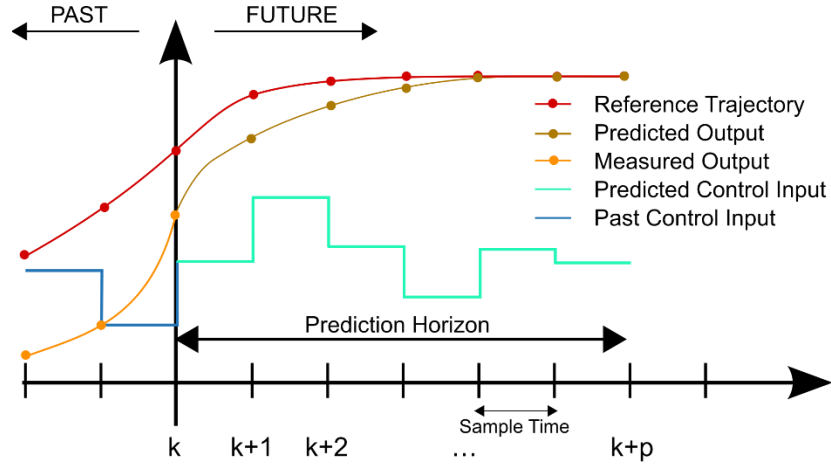 PAST
FUTURE
Reference Trajectory
Predicted Output
Measured Output
Predicted Control Input
Past Control Input
Prediction Horizon
Sample Time
k
k+1
k+2
...
k+p